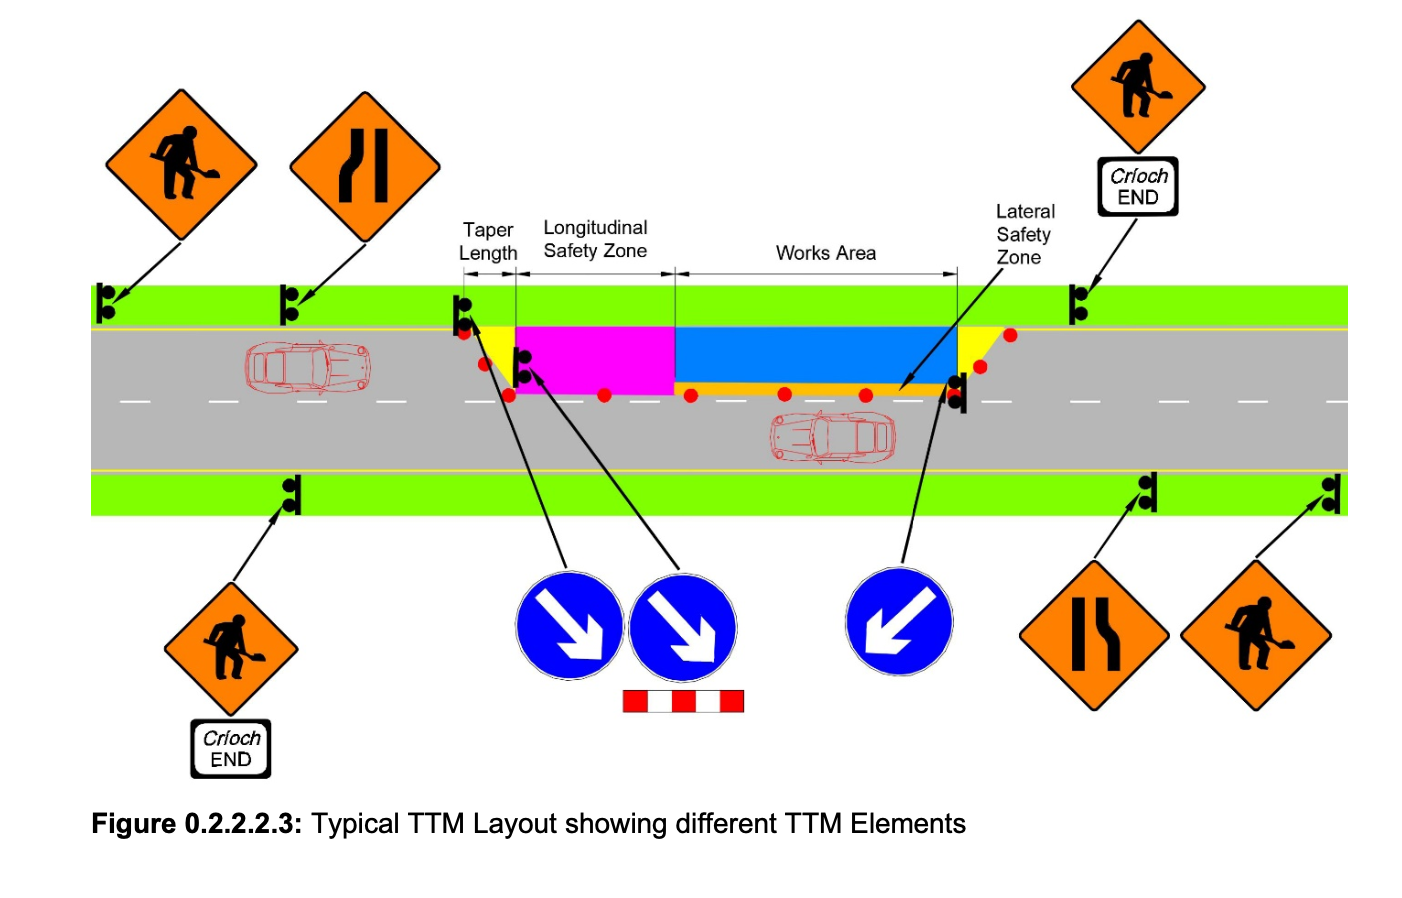 Críoch
END
Lateral
Safety
Zone
Taper
Length
Longitudinal
Safety Zone
Works Area
Críoch
END
Figure 0.2.2.2.3: Typical TTM Layout showing different TTM Elements